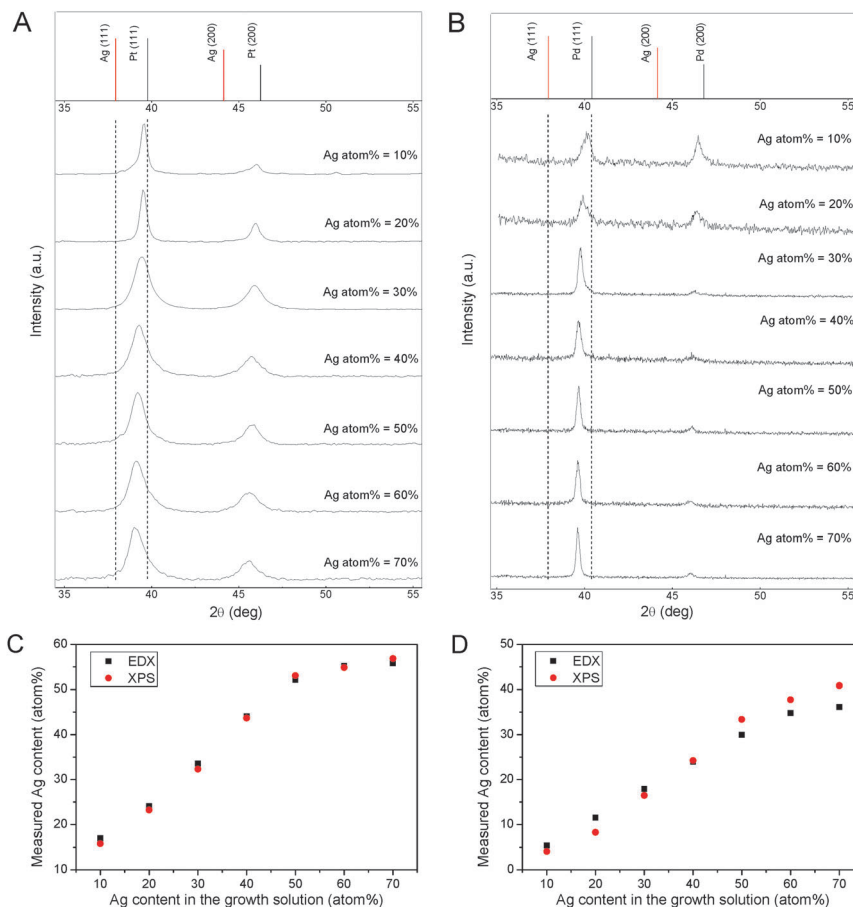 A
Ag (111)
Pt (111)
Ag (200)
Pt (200)
35 40 45 50 55
Ag atom% = 10%
Ag atom% = 20%
Ag atom% = 30%
Ag atom% = 40%
Ag atom% = 50%
Ag atom% = 60%
Ag atom% = 70%
Intensity (a.u.)
35 40 45 50 55
2θ (deg)
B
Ag (111)
Pd (111)
Ag (200)
Pd (200)
35 40 45 50 55
Ag atom% = 10%
Ag atom% = 20%
Ag atom% = 30%
Ag atom% = 40%
Ag atom% = 50%
Ag atom% = 60%
Ag atom% = 70%
Intensity (a.u.)
35 40 45 50 55
2θ (deg)
C
EDX
XPS
60
50
40
30
20
10
Measured Ag content (atom%)
10 20 30 40 50 60 70
Ag content in the growth solution (atom%)
D
EDX
XPS
50
40
30
20
10
0
Measured Ag content (atom%)
10 20 30 40 50 60 70
Ag content in the growth solution (atom%)